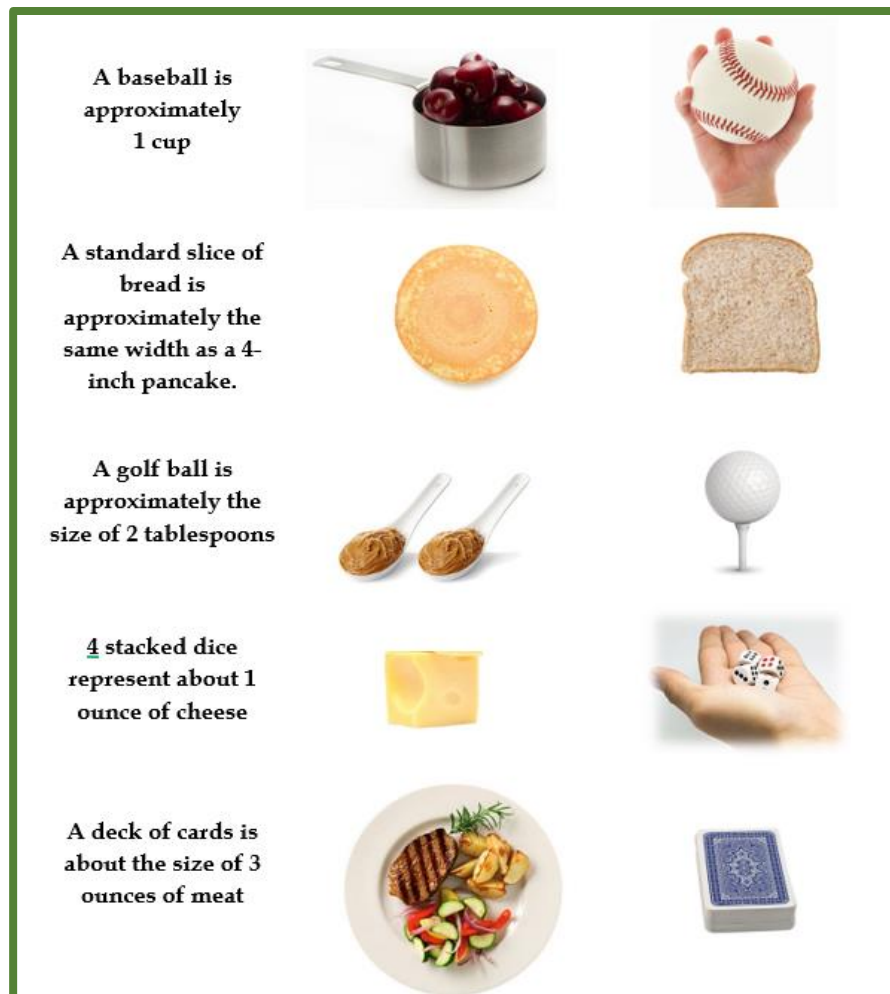 A baseball is
approximately
1 cup
A standard slice of
bread is
approximately the
same width as a 4-
inch pancake.
A golf ball is
approximately the
size of 2 tablespoons
4 stacked dice
represent about 1
ounce of cheese
A deck of cards is
about the size of 3
ounces of meat